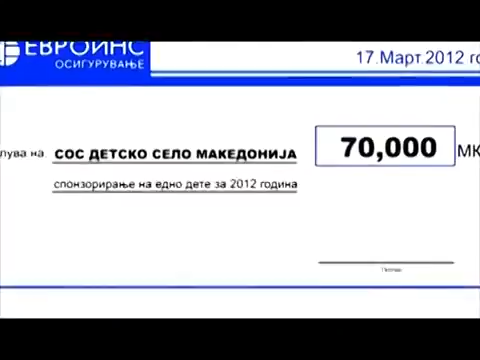 ЕВРОИНС
ОСИГУРУВАЊЕ
17.Март.2012 го
лува на СОС ДЕТСКО СЕЛО МАКЕДОНИЈА 70,000 МК
спонзорирање на едно дете за 2012 година